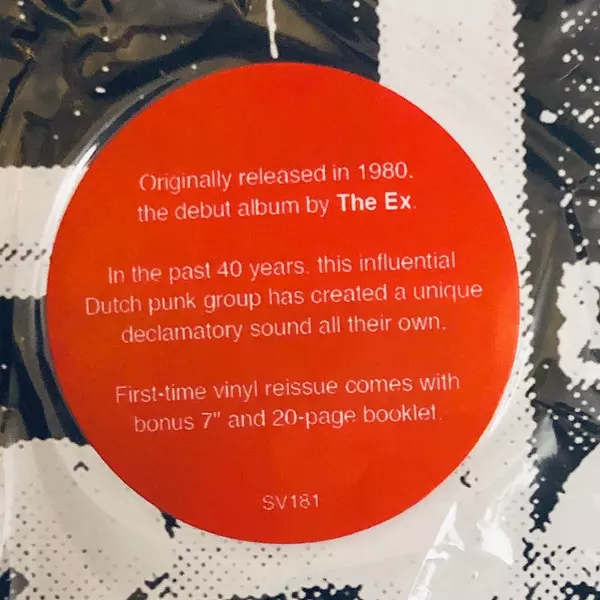 Originally released in 1980,
the debut album by The Ex.
In the past 40 years, this influential
Dutch punk group has created a unique
declamatory sound all their own.
First-time vinyl reissue comes with
bonus 7" and 20-page booklet.
SV181